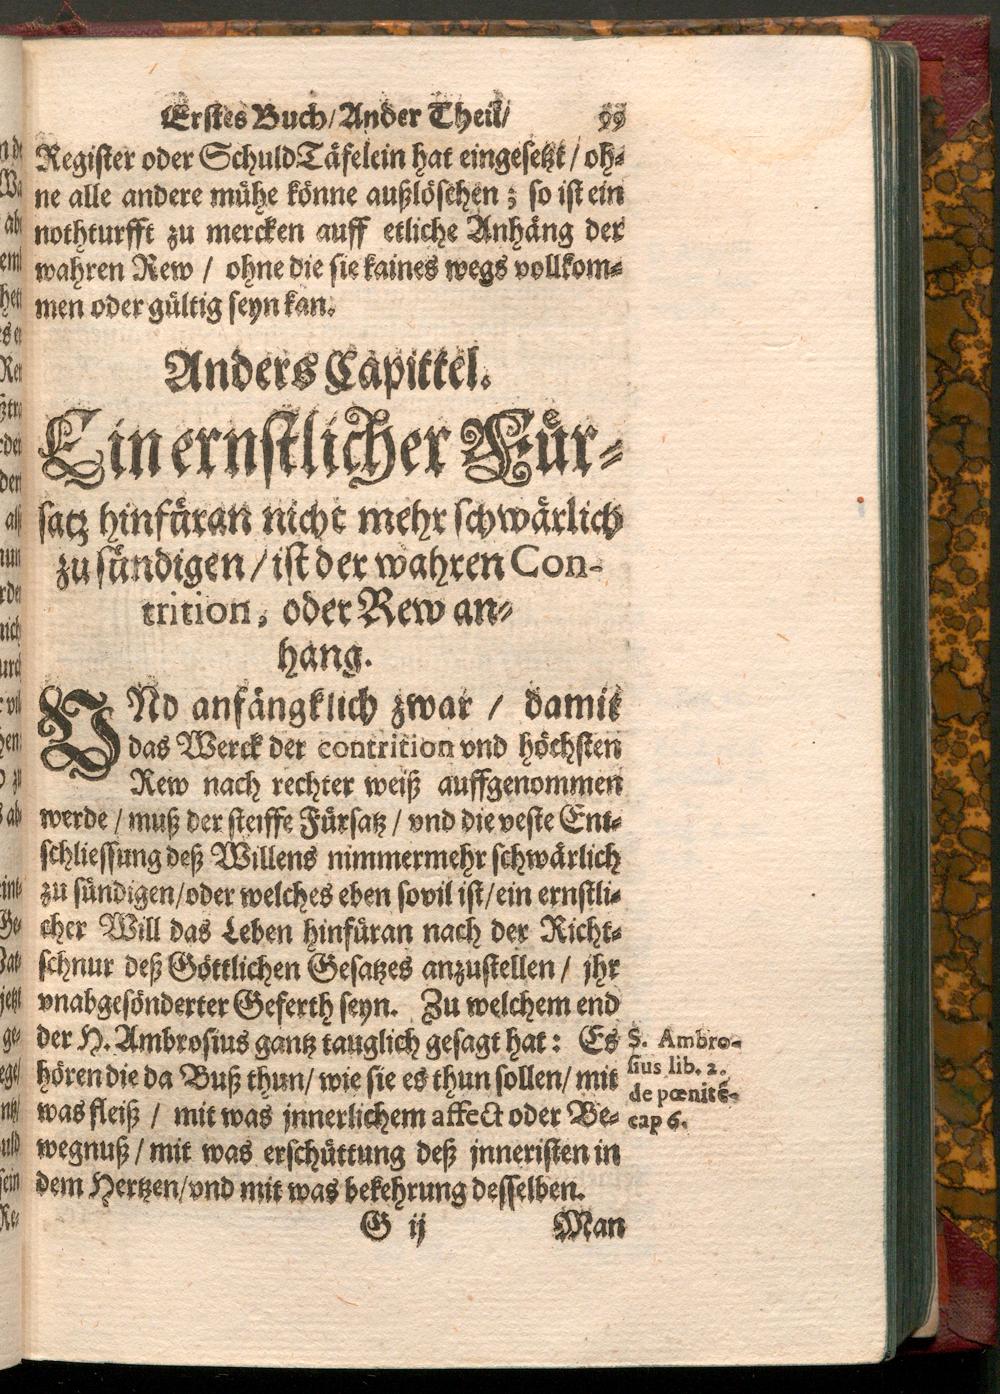 Erstes Buch/ Ander Theil/ 99
Register oder SchuldTäfelein hat eingesetzt / oh-
ne alle andere mühe könne außlöschen ; so ist ein
nothturfft zu mercken auff etliche Anhäng der
wahren Rew / ohne die sie kaines wegs vollkom-
men oder gültig seyn kan.
Anders Capittel.
Ein ernstlicher Fůr-
satz hinfüran nicht mehr schwärlich
zu sündigen / ist der wahren Con-
trition, oder Rew an-
hang.
VNd anfängklich zwar / damit
das Werck der contrition vnd höchsten
Rew nach rechter weiß auffgenommen
werde / muß der steiffe Fürsatz / vnd die veste Ent-
schliessung deß Willens nimmermehr schwärlich
zu sündigen/oder welches eben sovil ist/ein ernstli-
cher Will das Leben hinfüran nach der Richt-
schnur deß Göttlichen Gesatzes anzustellen / jhr
vnabgesönderter Geferth seyn. Zu welchem end
der H. Ambrosius gantz tauglich gesagt hat : Es
hören die da Buß thun/ wie sie es thun sollen/ mit
was fleiß / mit was jnnerlichem affect oder Be-
wegnuß / mit was erschüttung deß jnneristen in
dem Hertzen/vnd mit was bekehrung desselben.
S. Ambro-
sius lib. 2.
de pœnitẽ-
cap 6.
G ij Man